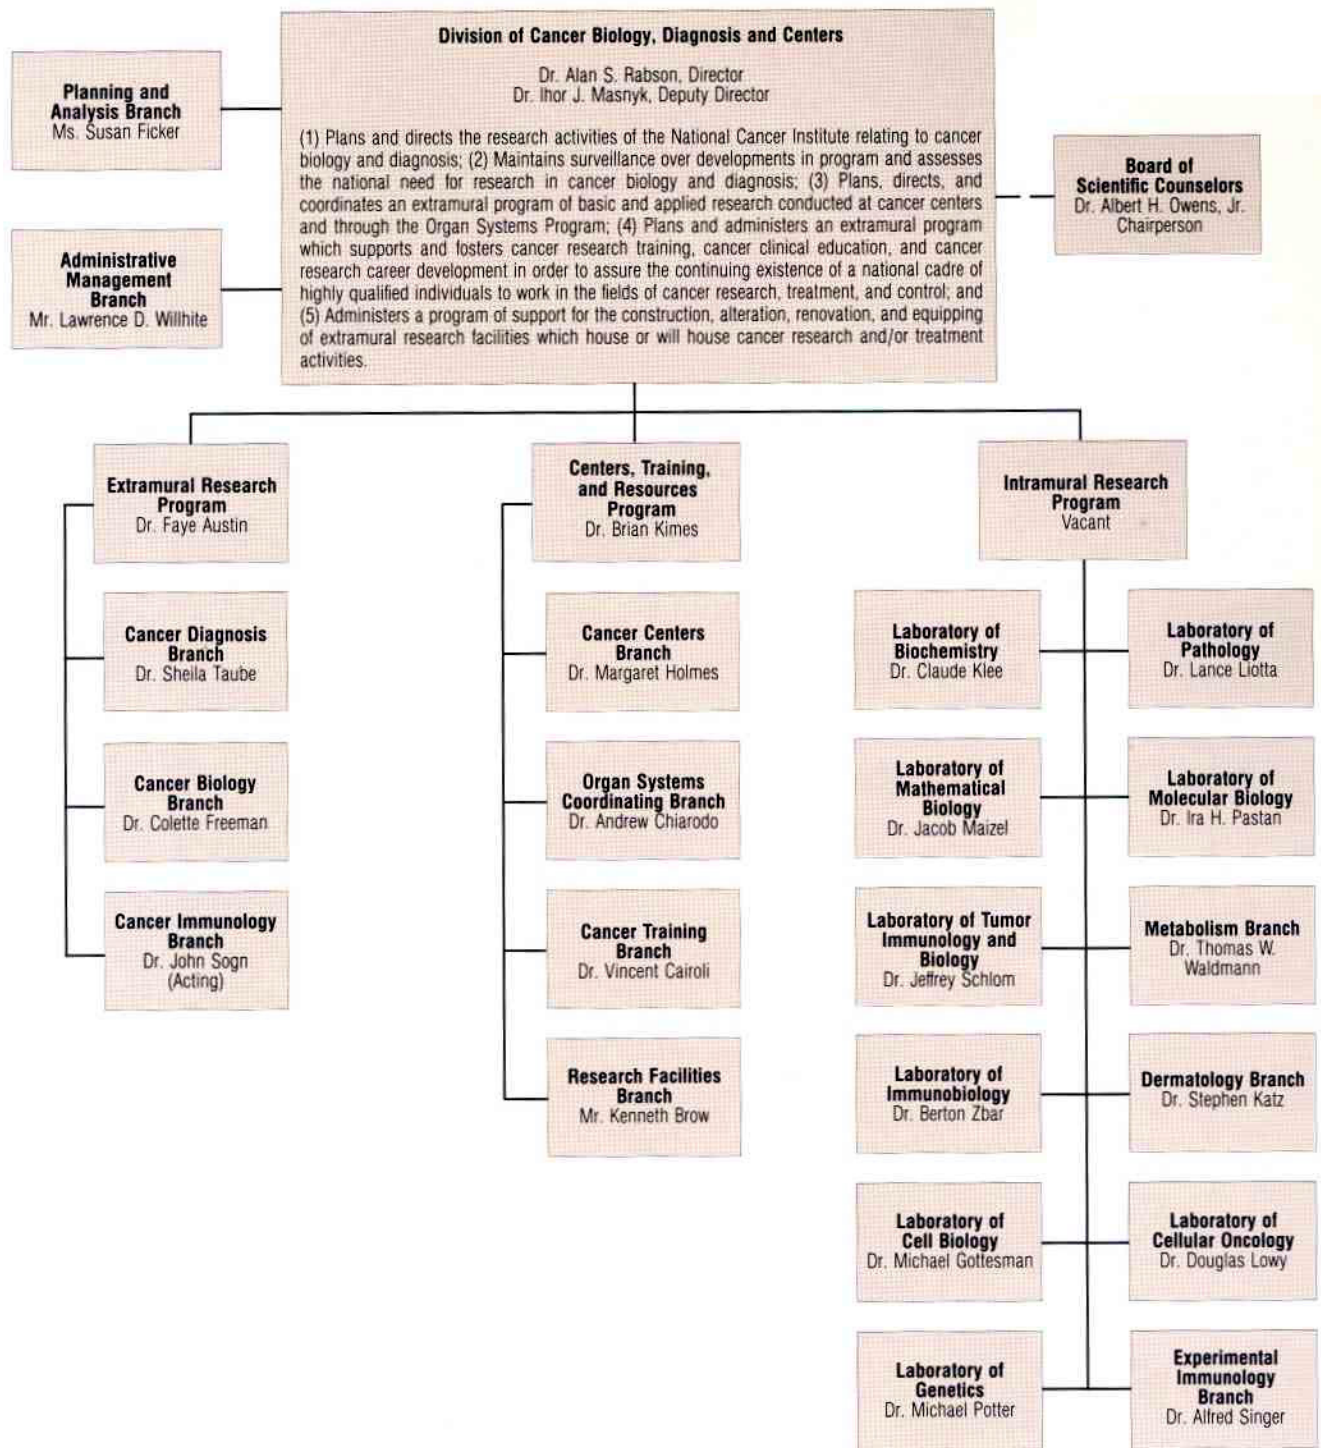 Division of Cancer Biology, Diagnosis and Centers
Dr. Alan S. Rabson, Director
Dr. Ihor J. Masnyk, Deputy Director
(1) Plans and directs the research activities of the National Cancer Institute relating to cancer
biology and diagnosis; (2) Maintains surveillance over developments in program and assesses
the national need for research in cancer biology and diagnosis; (3) Plans, directs, and
coordinates an extramural program of basic and applied research conducted at cancer centers
and through the Organ Systems Program; (4) Plans and administers an extramural program
which supports and fosters cancer research training, cancer clinical education, and cancer
research career development in order to assure the continuing existence of a national cadre of
highly qualified individuals to work in the fields of cancer research, treatment, and control; and
(5) Administers a program of support for the construction, alteration, renovation, and equipping
of extramural research facilities which house or will house cancer research and/or treatment
activities.
Planning and
Analysis Branch
Ms. Susan Ficker
Administrative
Management
Branch
Mr. Lawrence D. Willhite
Board of
Scientific Counselors
Dr. Albert H. Owens, Jr.
Chairperson
Extramural Research
Program
Dr. Faye Austin
Cancer Diagnosis
Branch
Dr. Sheila Taube
Cancer Biology
Branch
Dr. Colette Freeman
Cancer Immunology
Branch
Dr. John Sogn
(Acting)
Centers, Training,
and Resources
Program
Dr. Brian Kimes
Cancer Centers
Branch
Dr. Margaret Holmes
Organ Systems
Coordinating Branch
Dr. Andrew Chiarodo
Cancer Training
Branch
Dr. Vincent Cairoli
Research Facilities
Branch
Mr. Kenneth Brow
Intramural Research
Program
Vacant
Laboratory of
Biochemistry
Dr. Claude Klee
Laboratory of
Pathology
Dr. Lance Liotta
Laboratory of
Mathematical
Biology
Dr. Jacob Maizel
Laboratory of
Molecular Biology
Dr. Ira H. Pastan
Laboratory of Tumor
Immunology and
Biology
Dr. Jeffrey Schlom
Metabolism Branch
Dr. Thomas W.
Waldmann
Laboratory of
Immunobiology
Dr. Berton Zbar
Dermatology Branch
Dr. Stephen Katz
Laboratory of
Cell Biology
Dr. Michael Gottesman
Laboratory of
Cellular Oncology
Dr. Douglas Lowy
Laboratory of
Genetics
Dr. Michael Potter
Experimental
Immunology
Branch
Dr. Alfred Singer